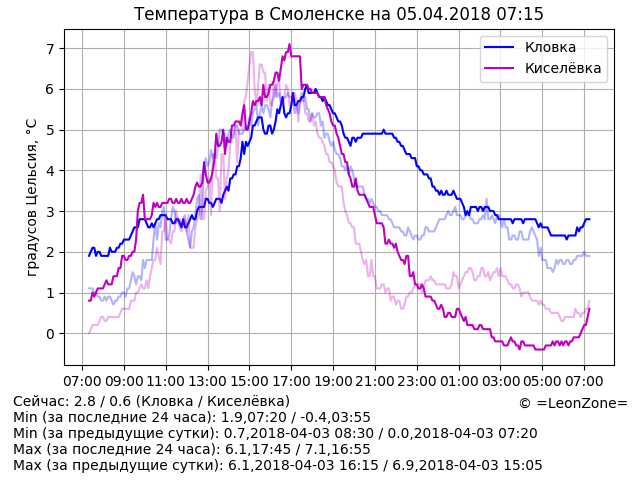 Температура в Смоленске на 05.04.2018 07:15
Кловка
Киселёвка
градусов Цельсия, °C
7
6
5
4
3
2
1
0
07:00 09:00 11:00 13:00 15:00 17:00 19:00 21:00 23:00 01:00 03:00 05:00 07:00
Сейчас: 2.8 / 0.6 (Кловка / Киселёвка)
© =LeonZone=
Min (за последние 24 часа): 1.9,07:20 / -0.4,03:55
Min (за предыдущие сутки): 0.7,2018-04-03 08:30 / 0.0,2018-04-03 07:20
Max (за последние 24 часа): 6.1,17:45 / 7.1,16:55
Max (за предыдущие сутки): 6.1,2018-04-03 16:15 / 6.9,2018-04-03 15:05